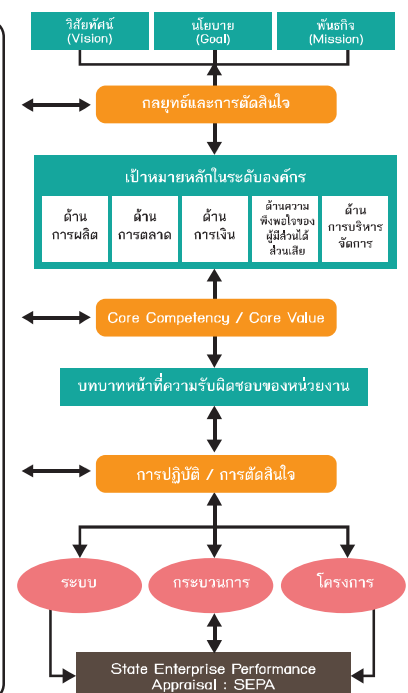 วิสัยทัศน์
(Vision)
นโยบาย
(Goal)
พันธกิจ
(Mission)
กลยุทธ์และการตัดสินใจ
เป้าหมายหลักในระดับองค์กร
ด้าน
การผลิต
ด้าน
การตลาด
ด้าน
การเงิน
ด้านความ
พึงพอใจของ
ผู้มีส่วนได้
ส่วนเสีย
ด้าน
การบริหาร
จัดการ
Core Competency / Core Value
บทบาทหน้าที่ความรับผิดชอบของหน่วยงาน
การปฏิบัติ / การตัดสินใจ
ระบบ
กระบวนการ
โครงการ
State Enterprise Performance
Appraisal : SEPA